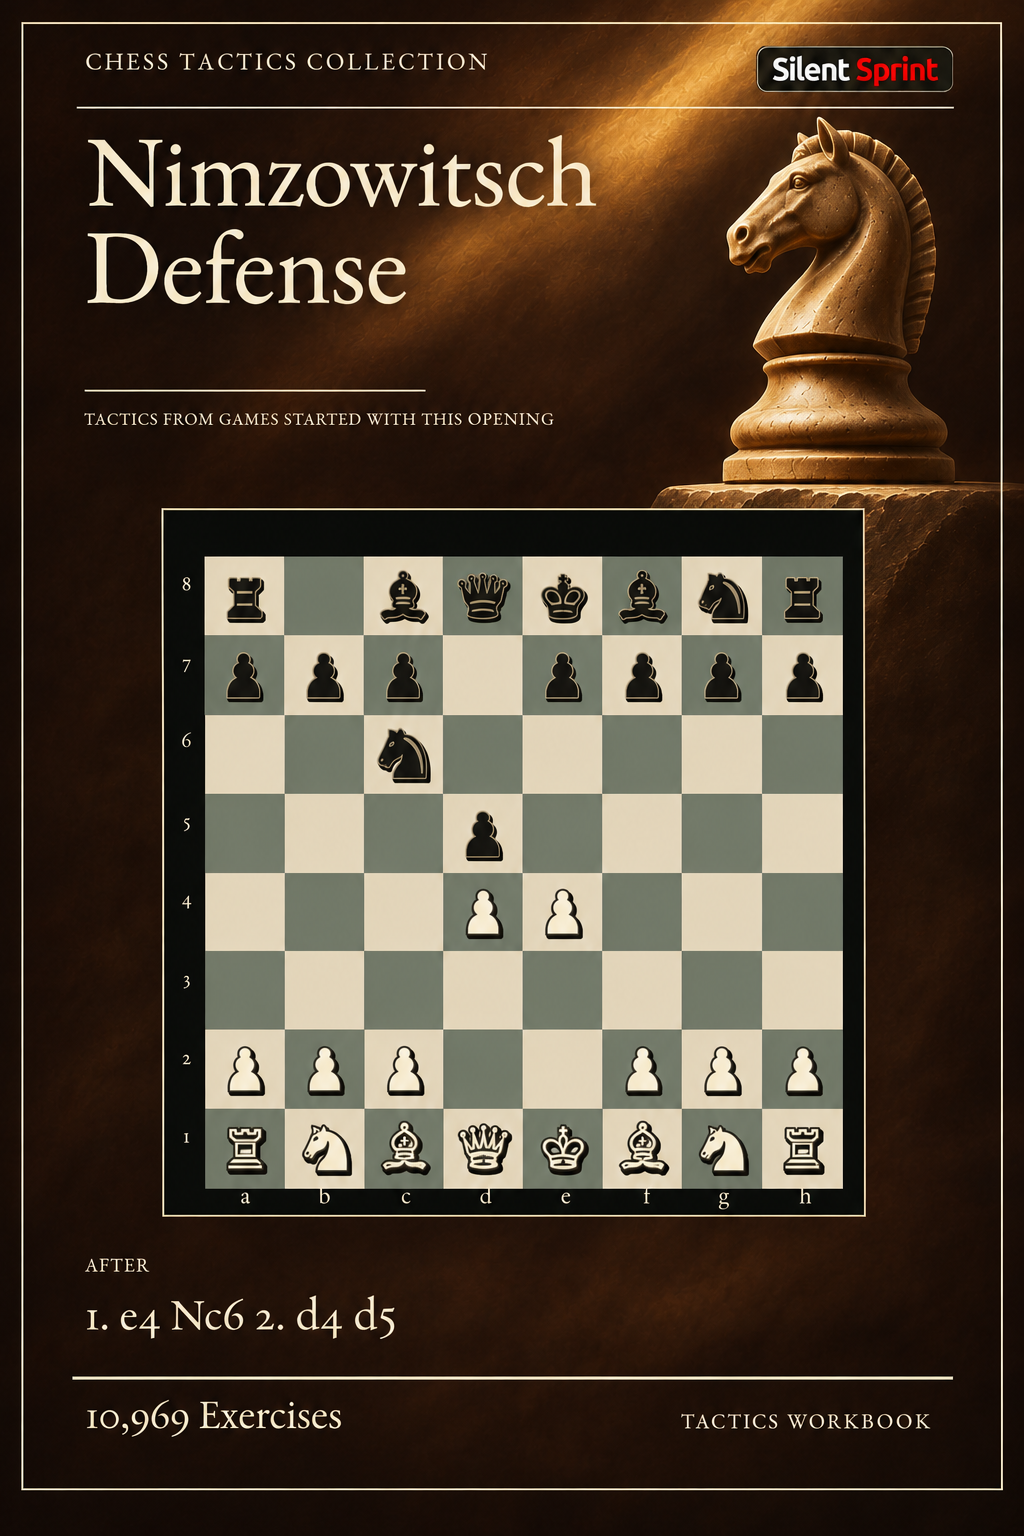 CHESS TACTICS COLLECTION
Silent Sprint
Nimzowitsch
Defense
TACTICS FROM GAMES STARTED WITH THIS OPENING
8
7
6
5
4
3
2
1
a b c d e f g h
AFTER
1. e4 Nc6 2. d4 d5
10,969 Exercises
TACTICS WORKBOOK